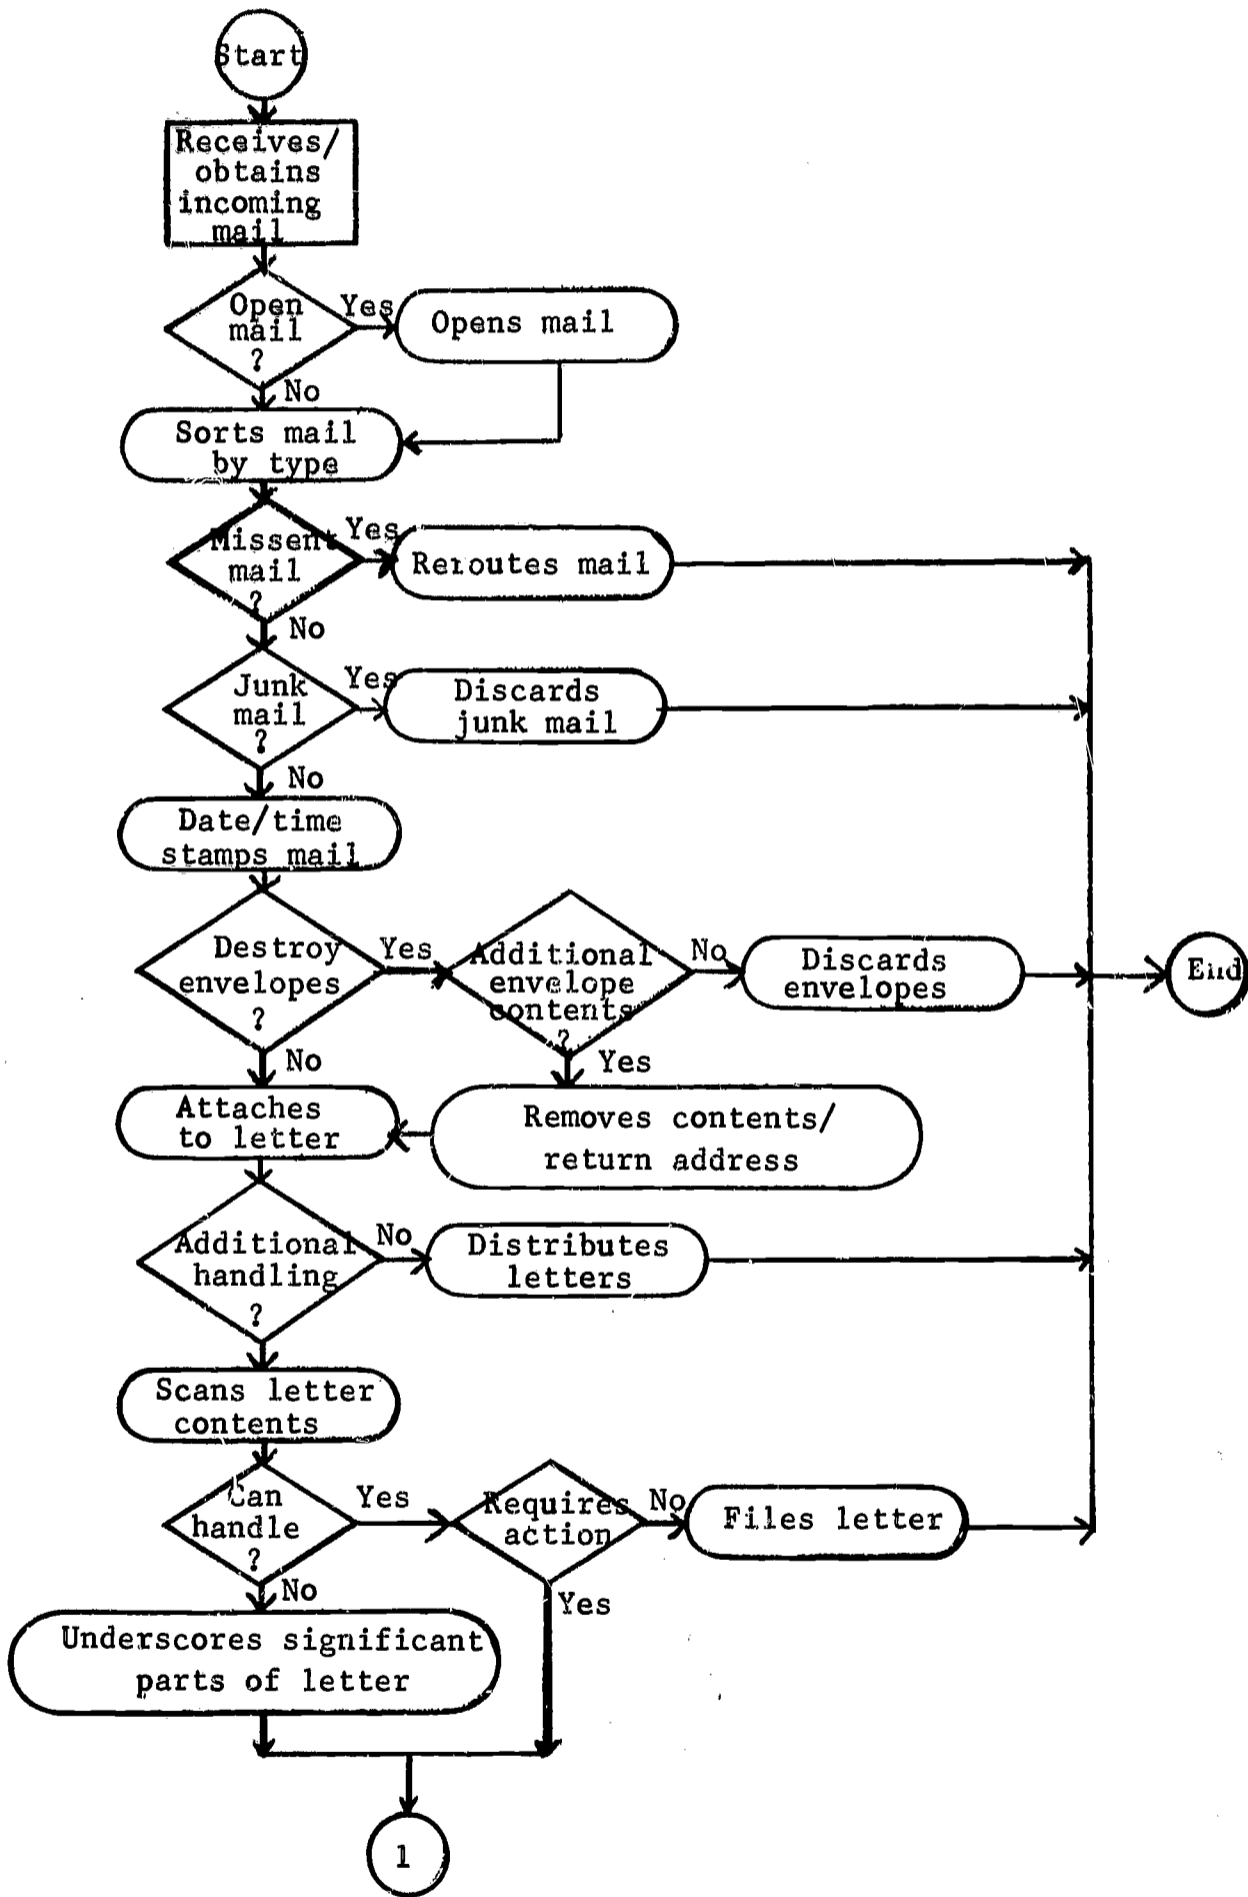 Start
Receives/
obtains
incoming
mail
Open
mail
?
Yes
Opens mail
No
Sorts mail
by type
Missent
mail
?
Yes
Reroutes mail
No
Junk
mail
?
Yes
Discards
junk mail
No
Date/time
stamps mail
Destroy
envelopes
?
Yes
Additional
envelope
contents
?
No
Discards
envelopes
End
No
Yes
Attaches
to letter
Removes contents/
return address
Additional
handling
?
No
Distributes
letters
Scans letter
contents
Can
handle
?
Yes
Requires
action
No
Files letter
No
Yes
Underscores significant
parts of letter
1